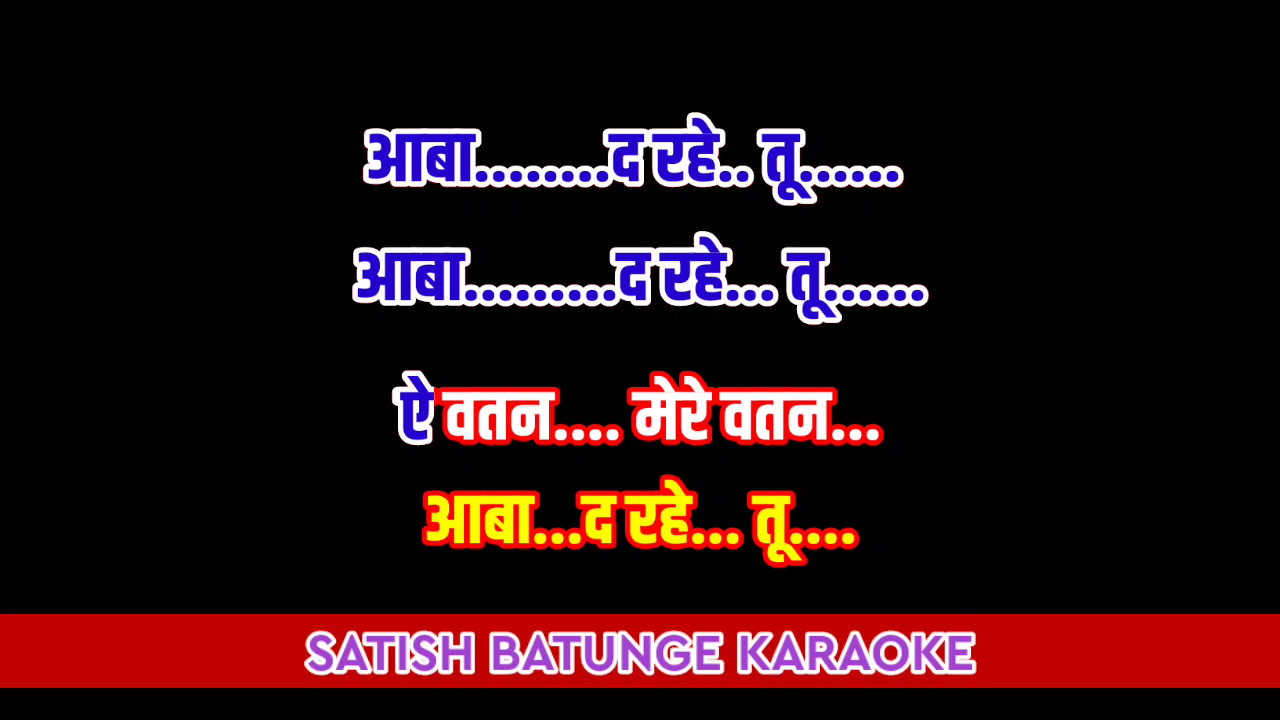 आबा........द रहे.. तू......
आबा.........द रहे... तू......
ऐ वतन.... मेरे वतन...
आबा...द रहे... तू....
SATISH BATUNGE KARAOKE